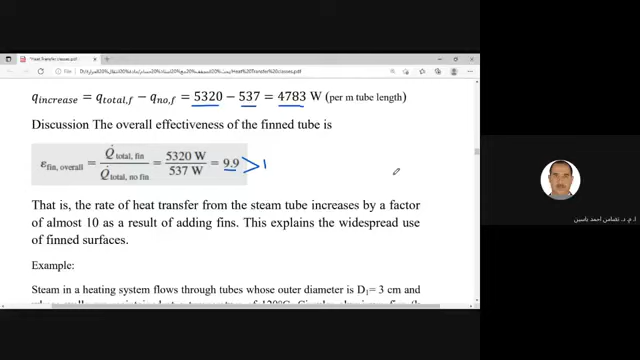 *Heat Transfer classes.pdf
File
q_increase = q_total,f − q_no,f = 5320 − 537 = 4783 W (per m tube length)
Discussion The overall effectiveness of the finned tube is
ε_fin, overall = Q̇_total, fin / Q̇_total, no fin = 5320 W / 537 W = 9.9 > 1
That is, the rate of heat transfer from the steam tube increases by a factor
of almost 10 as a result of adding fins. This explains the widespread use
of finned surfaces.
Example:
Steam in a heating system flows through tubes whose outer diameter is D₁= 3 cm and
ا. م. د. تضامن احمد ياسين